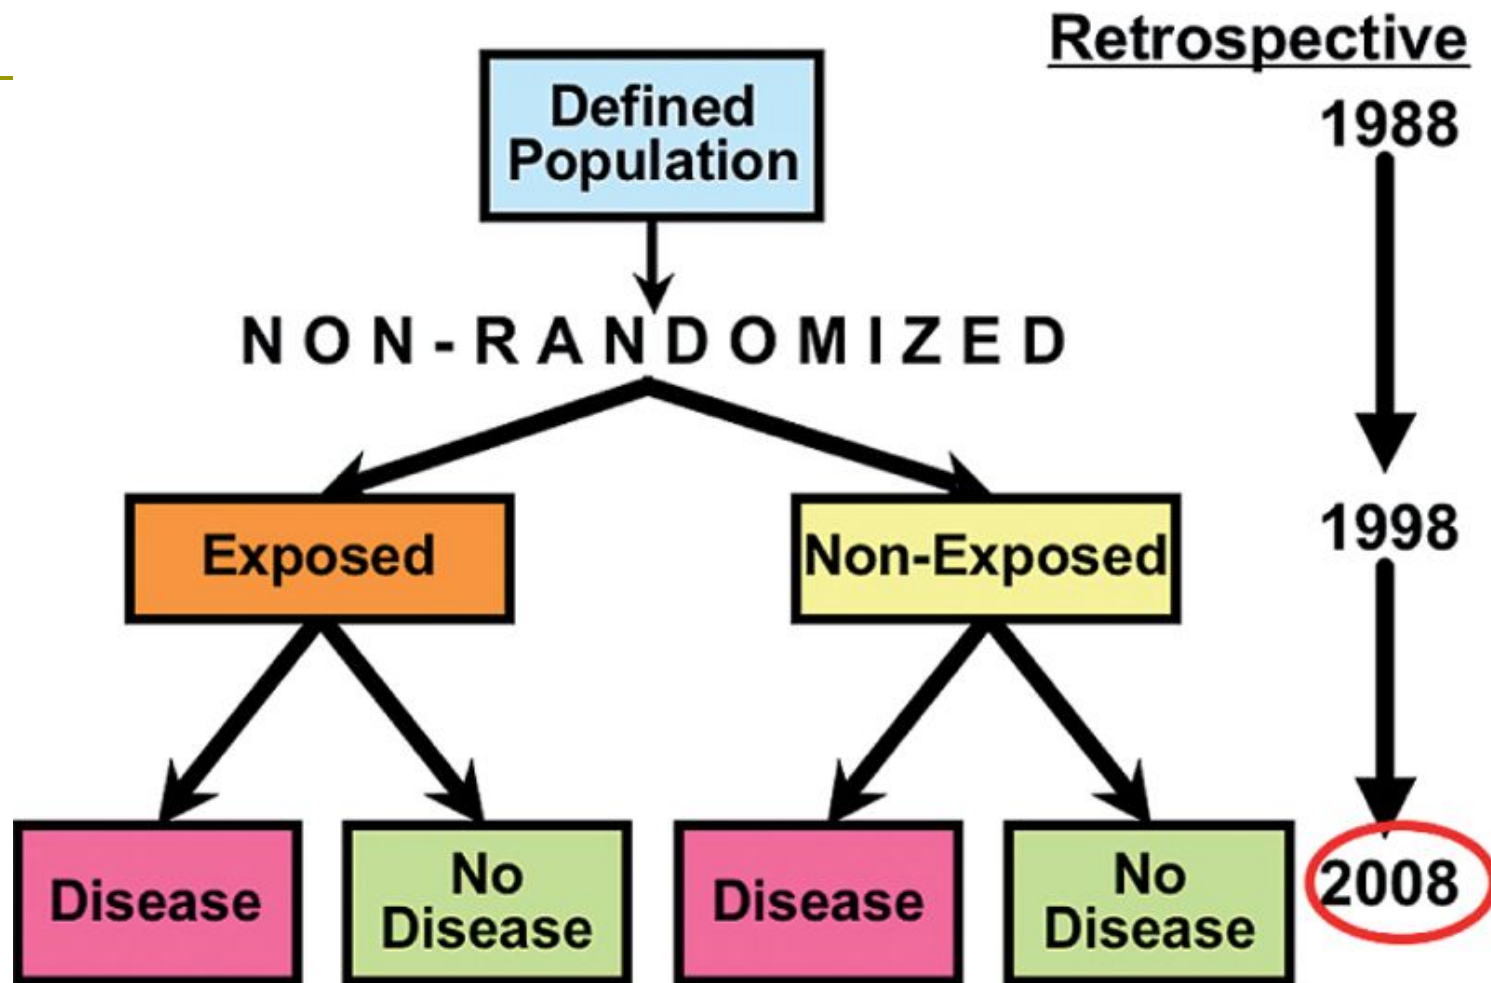 Retrospective
Defined
Population
1988
NON-RANDOMIZED
Exposed
Non-Exposed
1998
Disease
No
Disease
Disease
No
Disease
2008